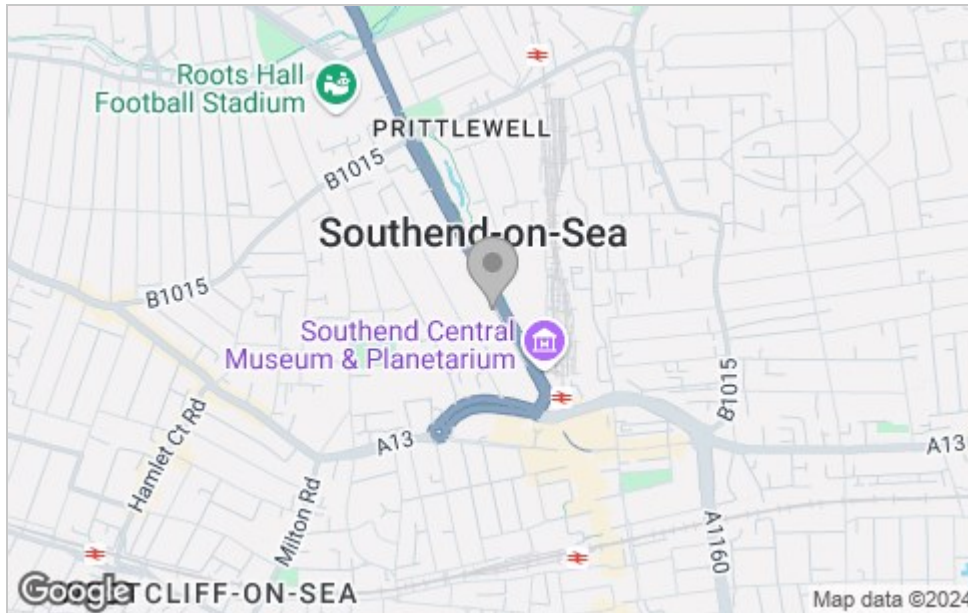 Roots Hall
Football Stadium
PRITTLEWELL
B1015
Southend-on-Sea
B1015
Southend Central
Museum & Planetarium
B1015
Hamlet Ct Rd
A13
A13
Milton Rd
A1160
Google
TCLIFF-ON-SEA
Map data ©2024